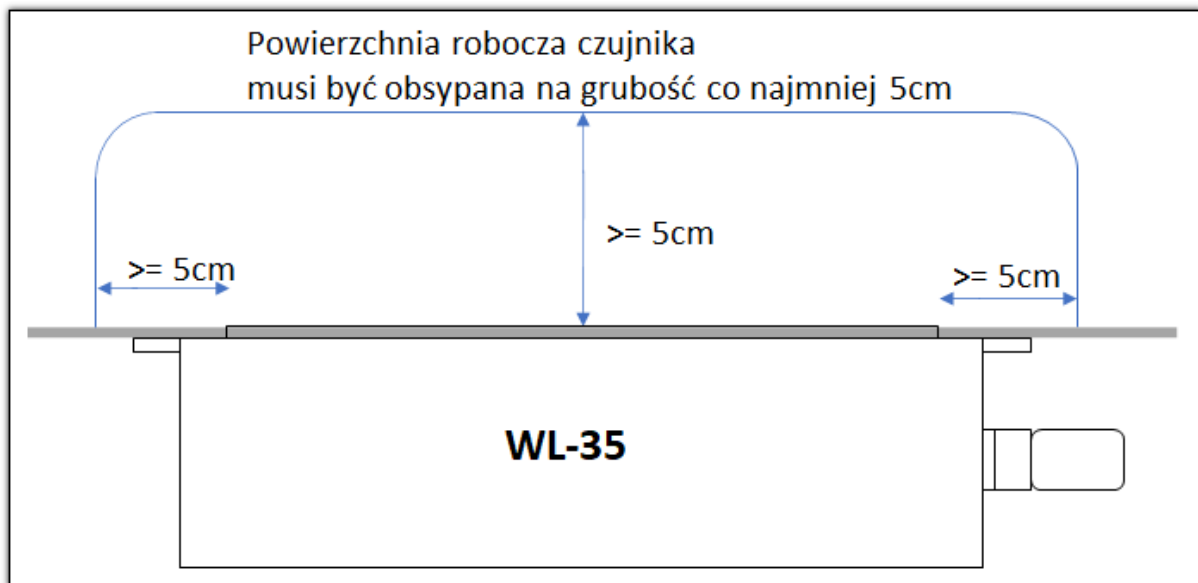 Powierzchnia robocza czujnika
musi być obsypana na grubość co najmniej 5cm
>= 5cm
>= 5cm
>= 5cm
WL-35